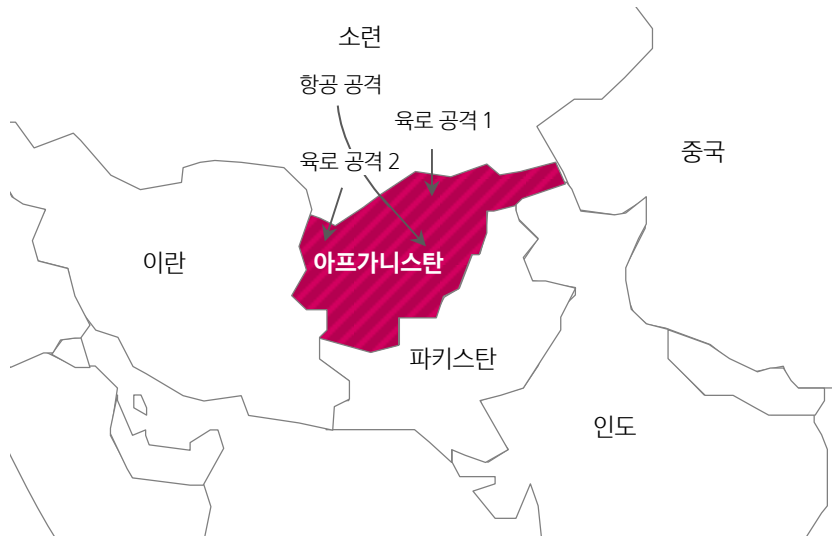 소련
항공 공격
육로 공격 1
중국
육로 공격 2
이란
아프가니스탄
파키스탄
인도